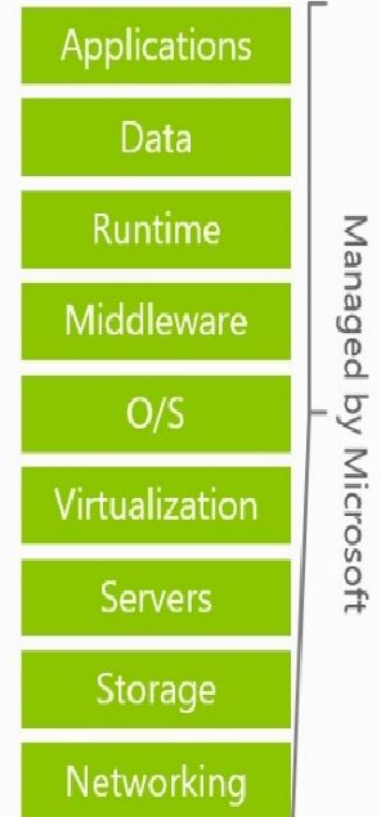 Applications
Data
Runtime
Middleware
O/S
Virtualization
Servers
Storage
Networking
Managed by Microsoft